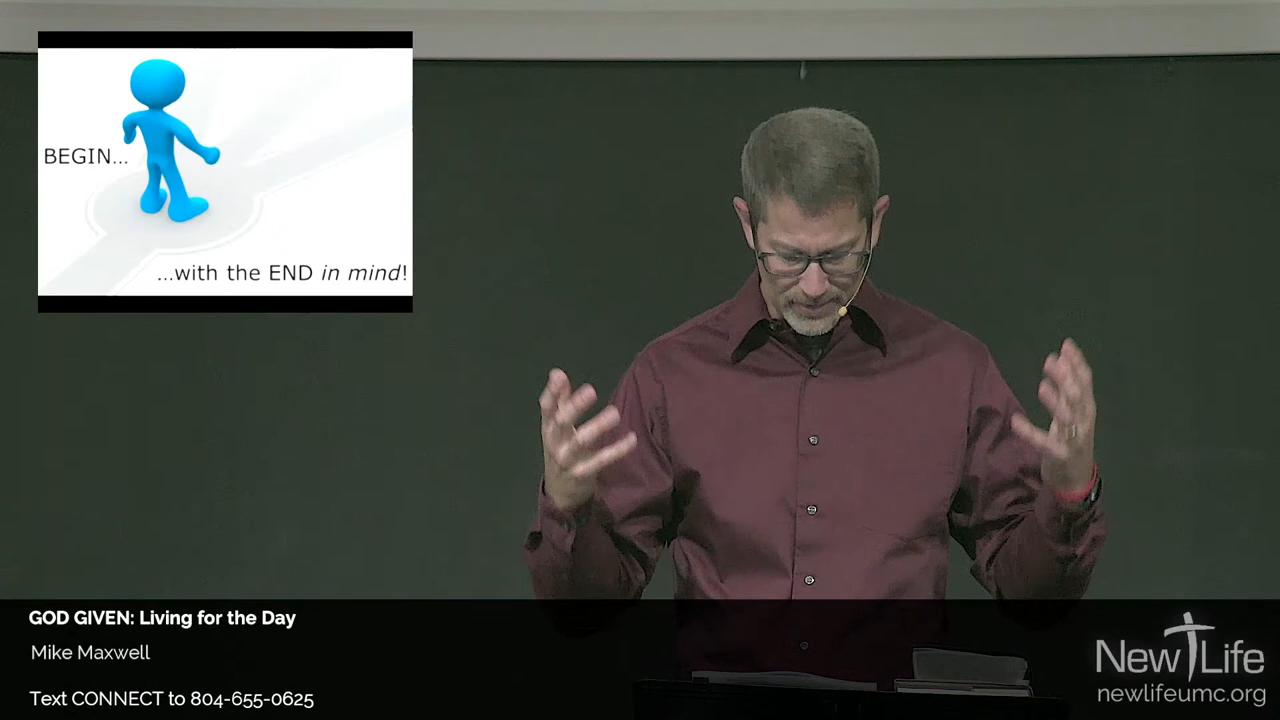 BEGIN...
...with the END in mind!
GOD GIVEN: Living for the Day
Mike Maxwell
Text CONNECT to 804-655-0625
New Life
newlifeumc.org